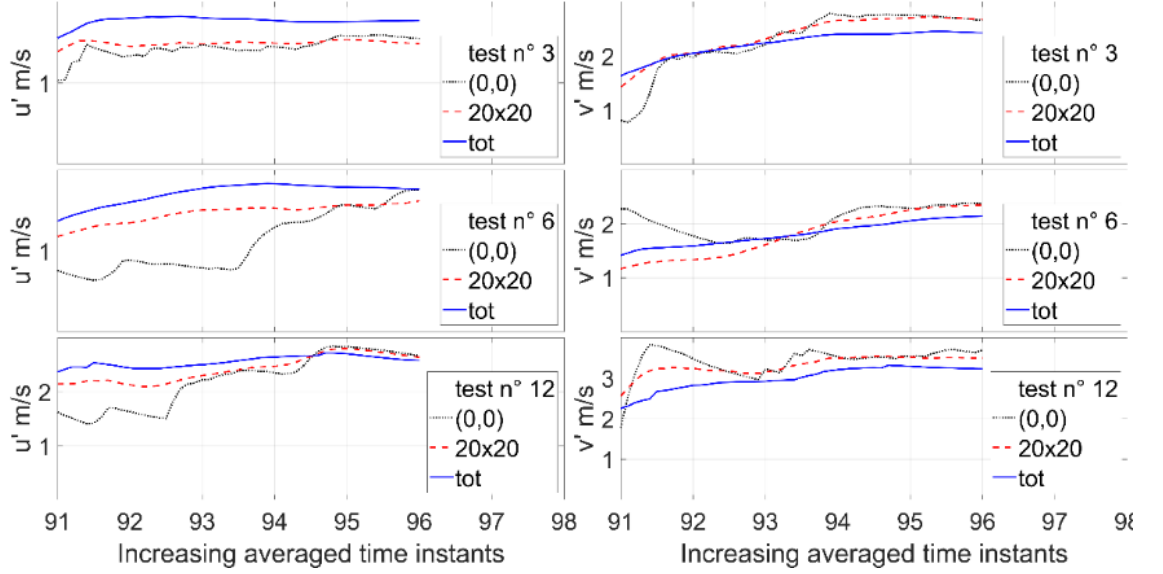 u' m/s
1
test n° 3
(0,0)
20x20
tot
v' m/s
2
1
test n° 3
(0,0)
20x20
tot
u' m/s
1
test n° 6
(0,0)
20x20
tot
v' m/s
2
1
test n° 6
(0,0)
20x20
tot
u' m/s
2
1
test n° 12
(0,0)
20x20
tot
v' m/s
3
2
1
test n° 12
(0,0)
20x20
tot
91 92 93 94 95 96 97 98
91 92 93 94 95 96 97 98
Increasing averaged time instants
Increasing averaged time instants